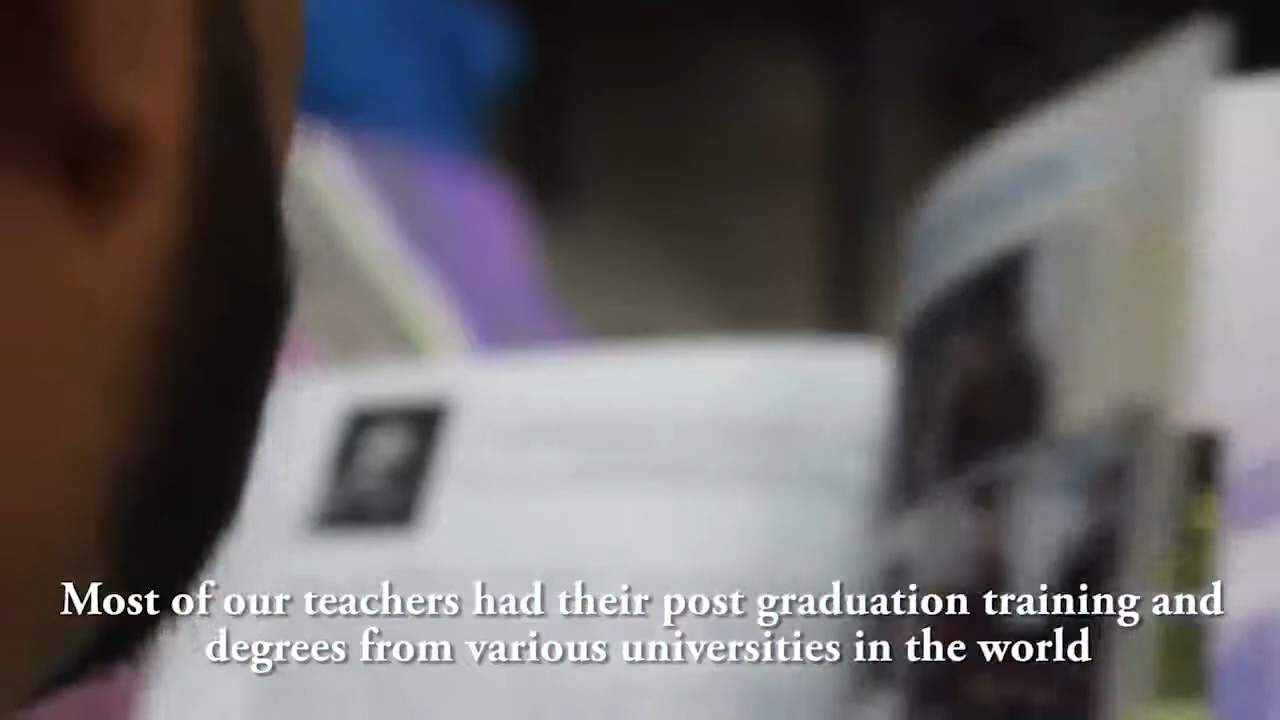 Most of our teachers had their post graduation training and
degrees from various universities in the world